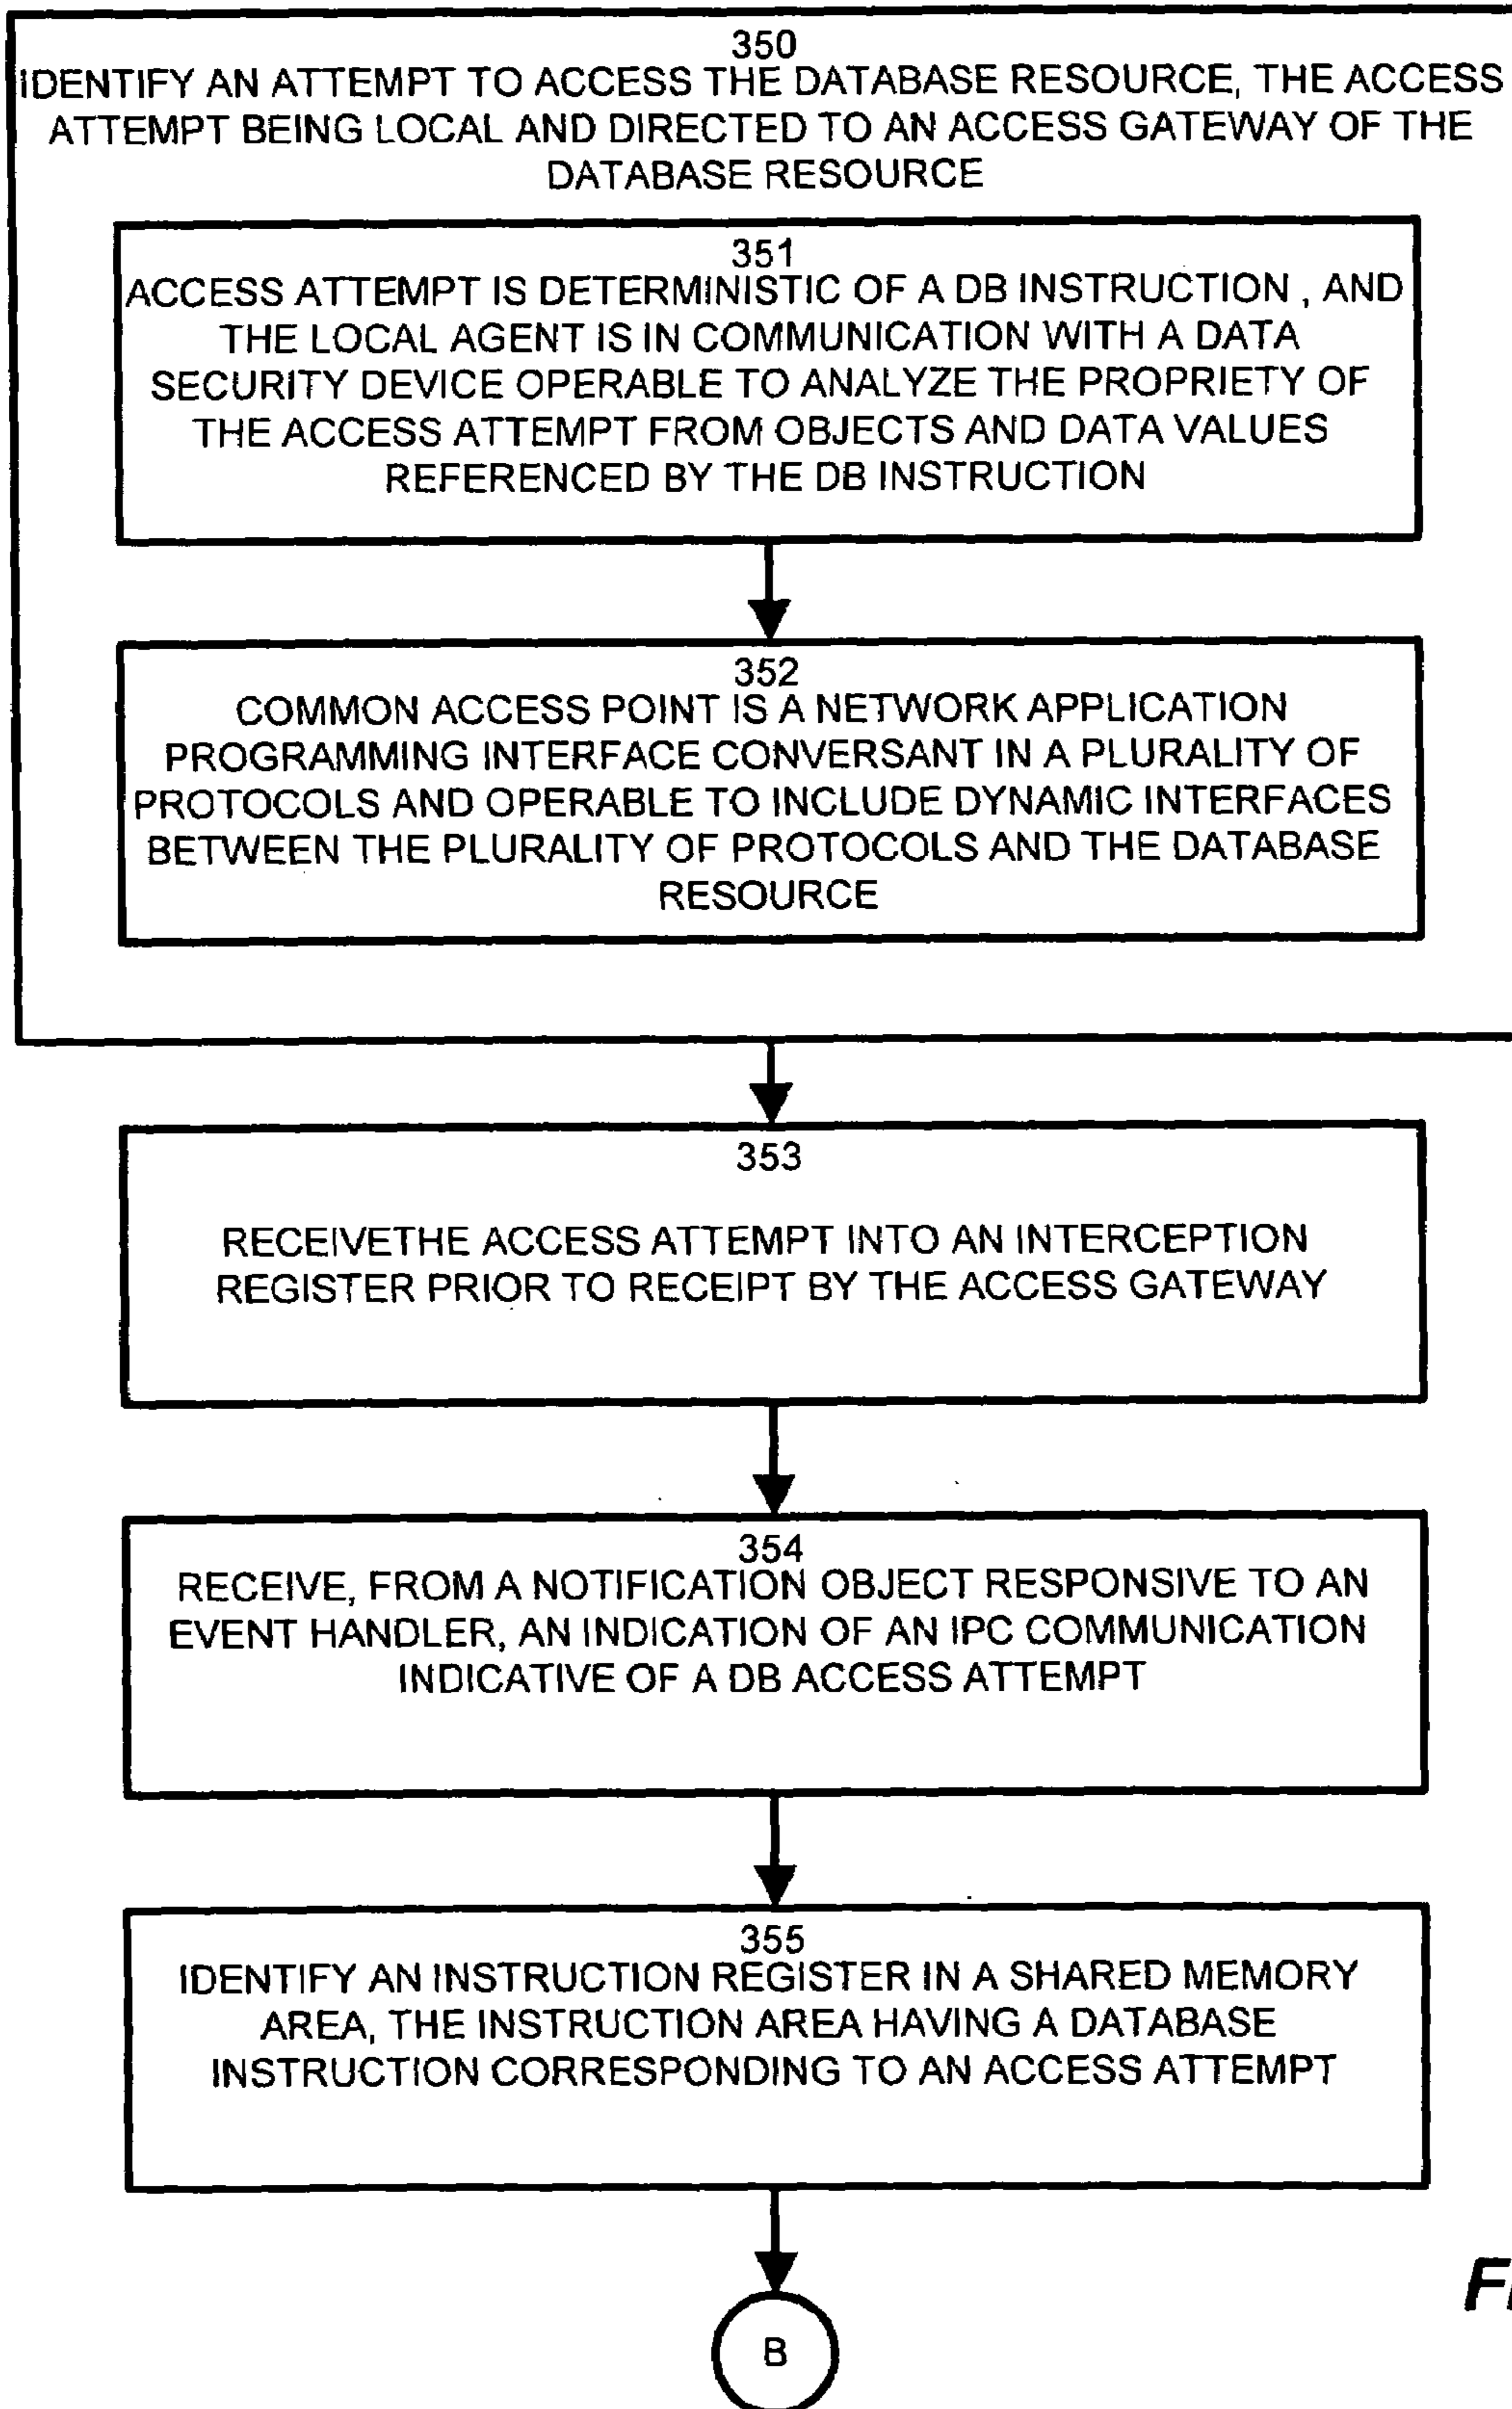 350
IDENTIFY AN ATTEMPT TO ACCESS THE DATABASE RESOURCE, THE ACCESS
ATTEMPT BEING LOCAL AND DIRECTED TO AN ACCESS GATEWAY OF THE
DATABASE RESOURCE
351
ACCESS ATTEMPT IS DETERMINISTIC OF A DB INSTRUCTION , AND
THE LOCAL AGENT IS IN COMMUNICATION WITH A DATA
SECURITY DEVICE OPERABLE TO ANALYZE THE PROPRIETY OF
THE ACCESS ATTEMPT FROM OBJECTS AND DATA VALUES
REFERENCED BY THE DB INSTRUCTION
352
COMMON ACCESS POINT IS A NETWORK APPLICATION
PROGRAMMING INTERFACE CONVERSANT IN A PLURALITY OF
PROTOCOLS AND OPERABLE TO INCLUDE DYNAMIC INTERFACES
BETWEEN THE PLURALITY OF PROTOCOLS AND THE DATABASE
RESOURCE
353
RECEIVETHE ACCESS ATTEMPT INTO AN INTERCEPTION
REGISTER PRIOR TO RECEIPT BY THE ACCESS GATEWAY
354
RECEIVE, FROM A NOTIFICATION OBJECT RESPONSIVE TO AN
EVENT HANDLER, AN INDICATION OF AN IPC COMMUNICATION
INDICATIVE OF A DB ACCESS ATTEMPT
355
IDENTIFY AN INSTRUCTION REGISTER IN A SHARED MEMORY
AREA, THE INSTRUCTION AREA HAVING A DATABASE
INSTRUCTION CORRESPONDING TO AN ACCESS ATTEMPT
B